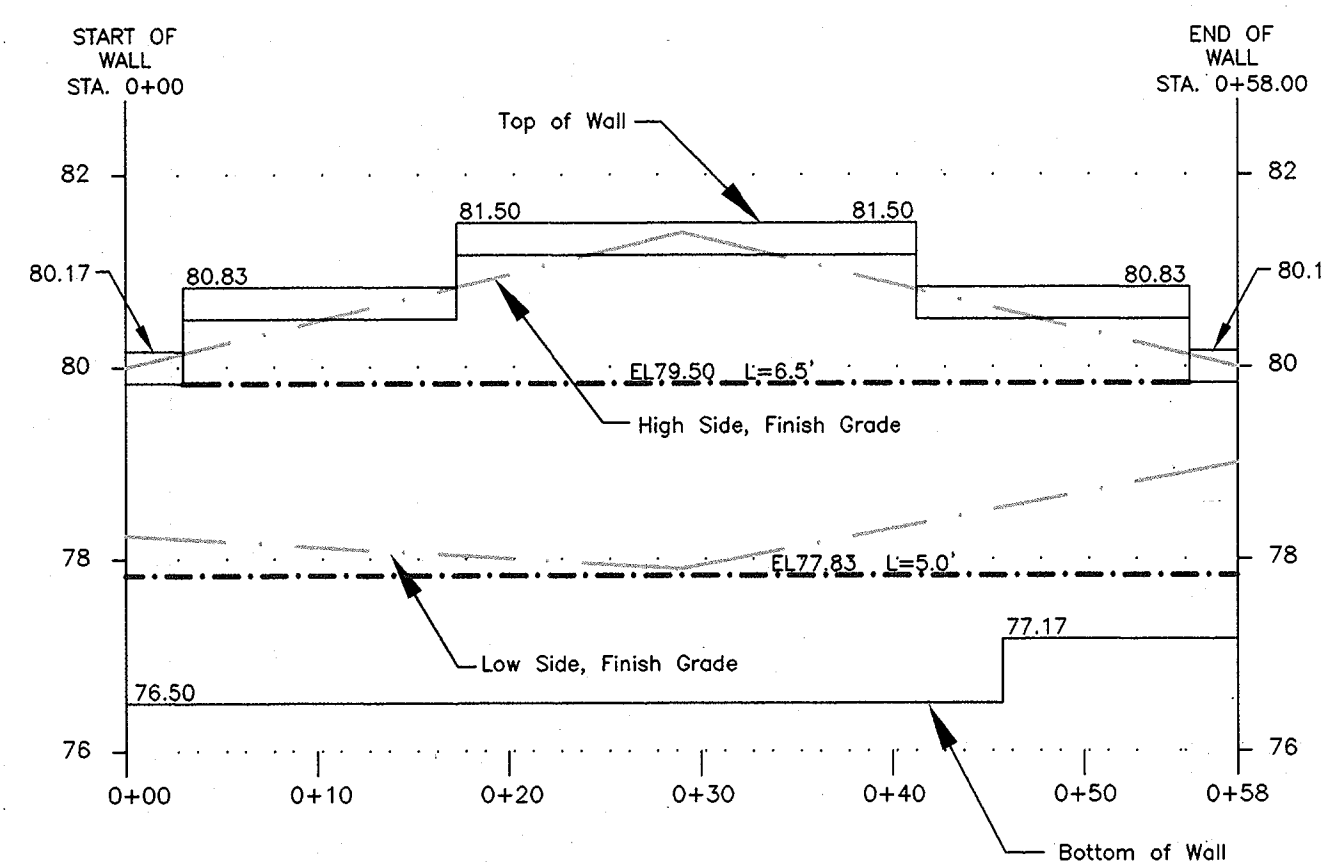 START OF
WALL
STA. 0+00
END OF
WALL
STA. 0+58.00
Top of Wall
82
82
81.50
81.50
80.17
80.83
80.83
80.1
80
80
EL79.50 L=6.5'
High Side, Finish Grade
78
78
EL77.83 L=5.0'
77.17
Low Side, Finish Grade
76.50
76
76
0+00
0+10
0+20
0+30
0+40
0+50
0+58
Bottom of Wall